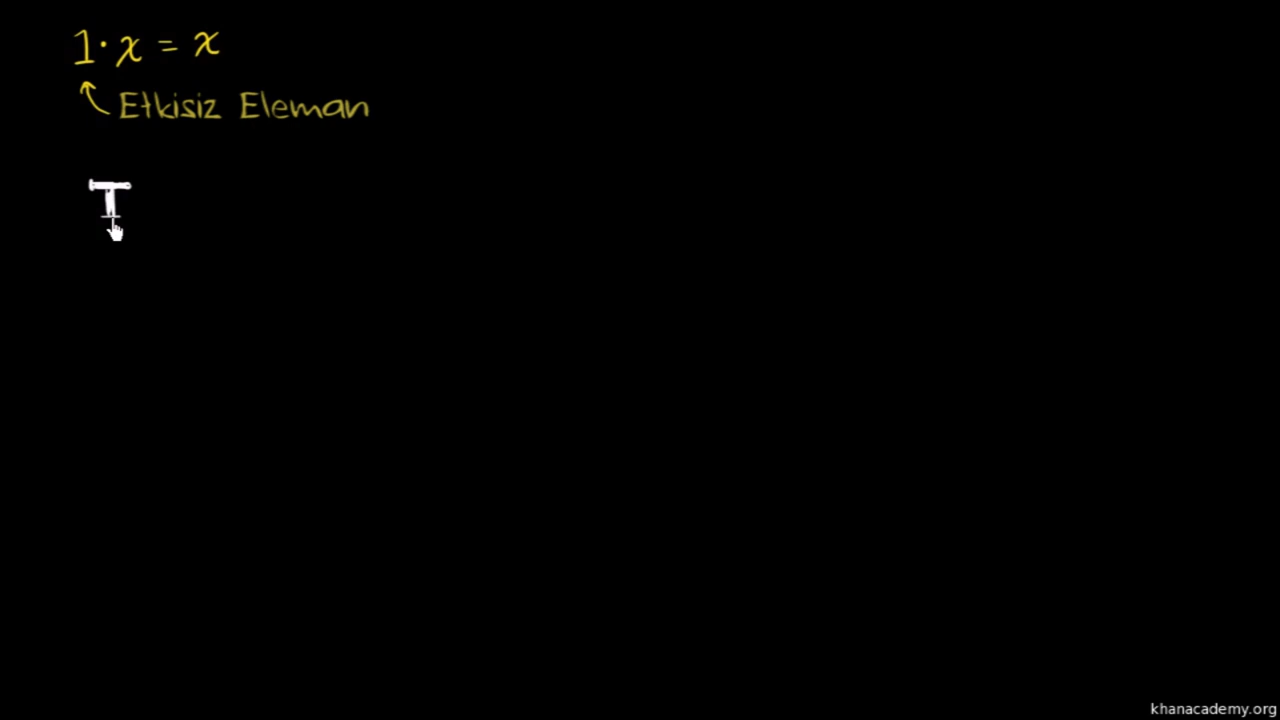 1 · x = x
Etkisiz Eleman
I
khanacademy.org